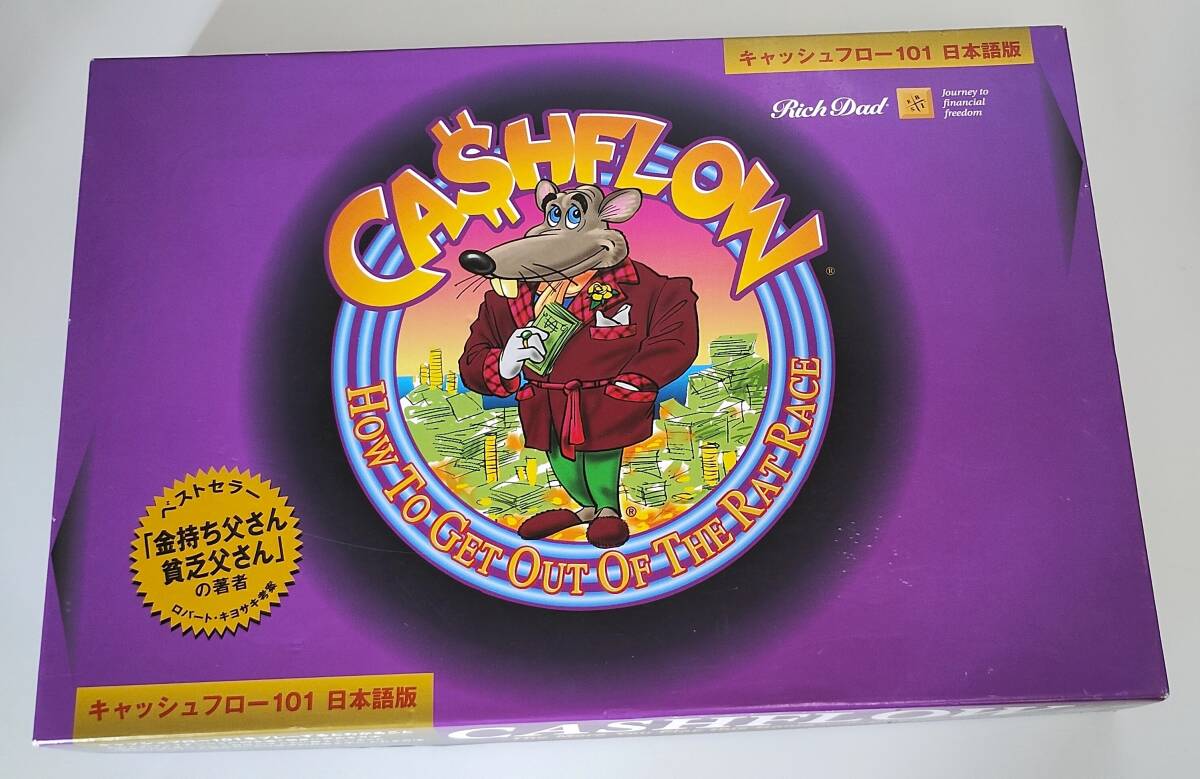 キャッシュフロー101 日本語版
Rich Dad®
E R S T
Journey to
financial
freedom
CA$HFLOW®
HOW TO GET OUT OF THE RAT RACE®
ベストセラー
「金持ち父さん
貧乏父さん」
の著者
ロバート・キヨサキ考案
キャッシュフロー101 日本語版
CASHFLOW